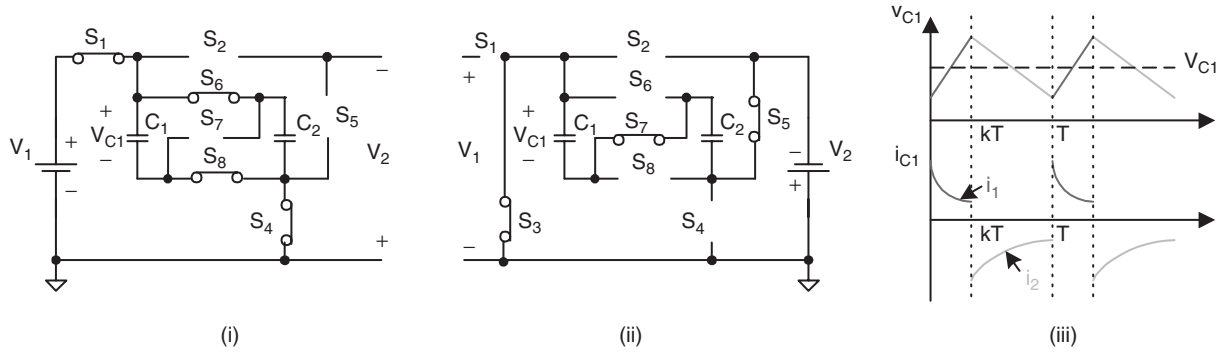 S1
S2
S6
S7
S8
S5
S4
C1
C2
VC1
V1
V2
+
−
+
−
−
+
(i)
S1
S2
S6
S7
S8
S5
S3
S4
C1
C2
VC1
V1
V2
+
−
+
−
−
−
+
(ii)
vC1
VC1
kT
T
iC1
i1
kT
T
i2
(iii)